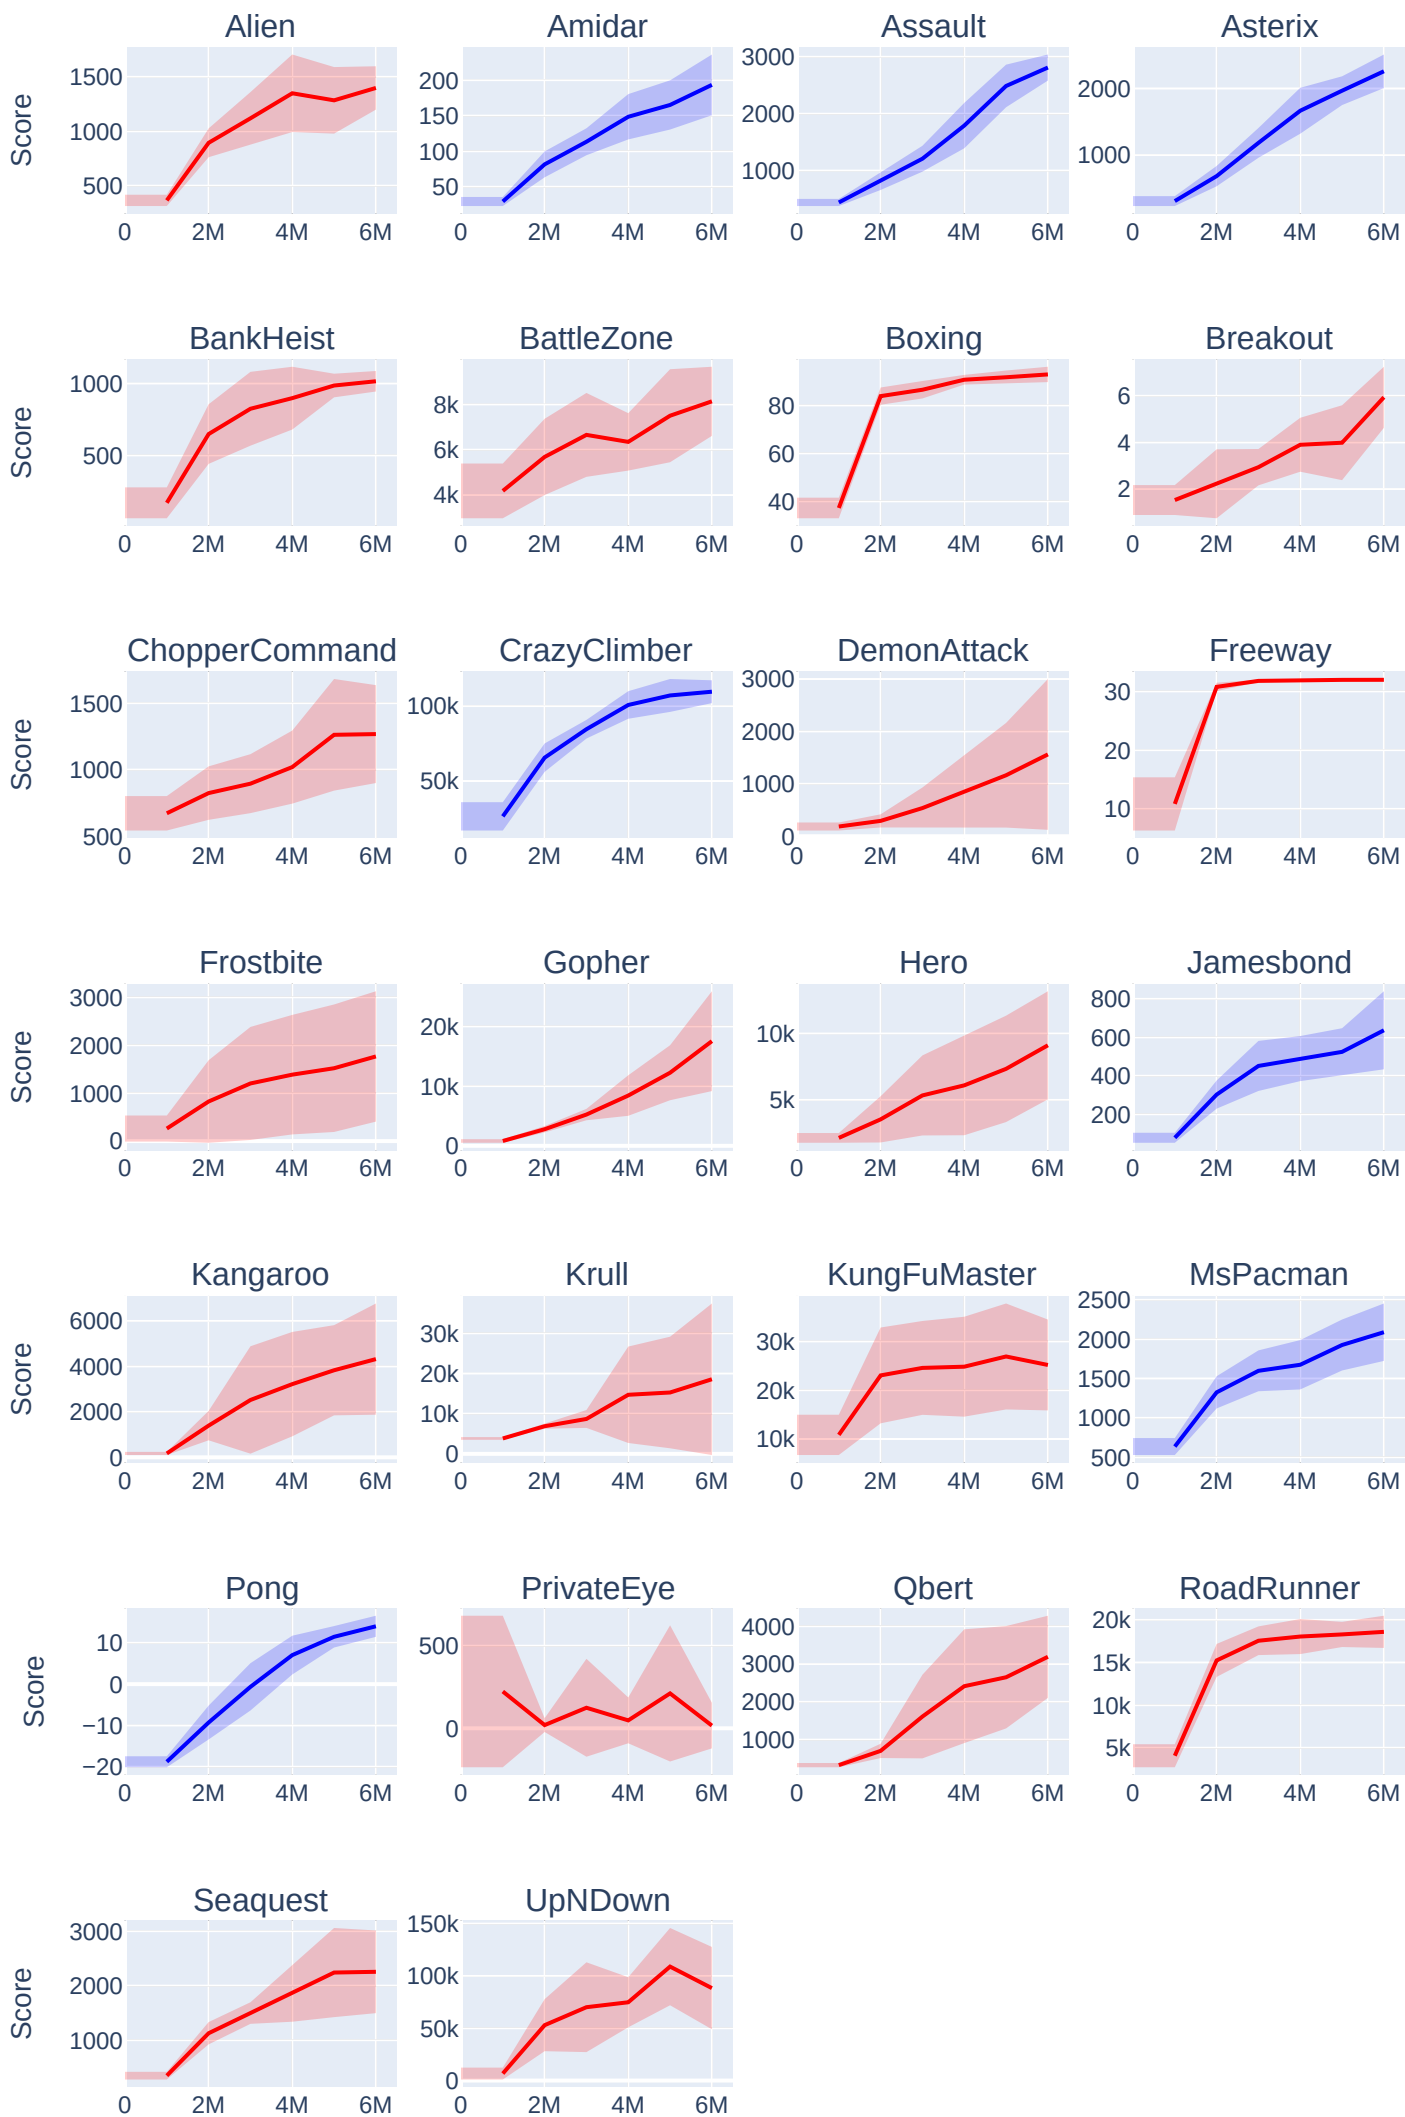 Alien Amidar Assault Asterix
Score
1500
1000
500
0 2M 4M 6M
200
150
100
50
0 2M 4M 6M
3000
2000
1000
0 2M 4M 6M
2000
1000
0 2M 4M 6M
BankHeist BattleZone Boxing Breakout
Score
1000
500
0 2M 4M 6M
8k
6k
4k
0 2M 4M 6M
80
60
40
0 2M 4M 6M
6
4
2
0 2M 4M 6M
ChopperCommand CrazyClimber DemonAttack Freeway
Score
1500
1000
500
0 2M 4M 6M
100k
50k
0 2M 4M 6M
3000
2000
1000
0
0 2M 4M 6M
30
20
10
0 2M 4M 6M
Frostbite Gopher Hero Jamesbond
Score
3000
2000
1000
0
0 2M 4M 6M
20k
10k
0
0 2M 4M 6M
10k
5k
0 2M 4M 6M
800
600
400
200
0 2M 4M 6M
Kangaroo Krull KungFuMaster MsPacman
Score
6000
4000
2000
0
0 2M 4M 6M
30k
20k
10k
0
0 2M 4M 6M
30k
20k
10k
0 2M 4M 6M
2500
2000
1500
1000
500
0 2M 4M 6M
Pong PrivateEye Qbert RoadRunner
Score
10
0
−10
−20
0 2M 4M 6M
500
0
0 2M 4M 6M
4000
3000
2000
1000
0 2M 4M 6M
20k
15k
10k
5k
0 2M 4M 6M
Seaquest UpNDown
Score
3000
2000
1000
0 2M 4M 6M
150k
100k
50k
0
0 2M 4M 6M